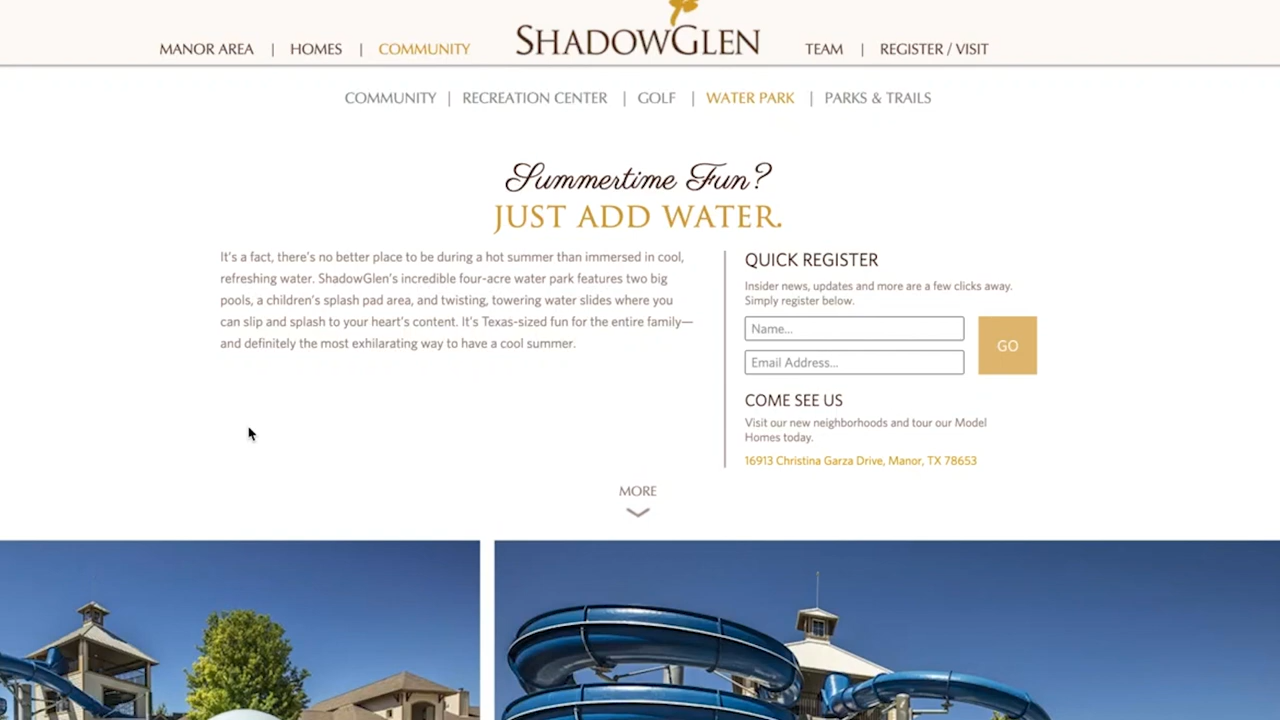 MANOR AREA | HOMES | COMMUNITY SHADOWGLEN TEAM | REGISTER / VISIT
COMMUNITY | RECREATION CENTER | GOLF | WATER PARK | PARKS & TRAILS
Summertime Fun?
JUST ADD WATER.
It's a fact, there's no better place to be during a hot summer than immersed in cool,
refreshing water. ShadowGlen's incredible four-acre water park features two big
pools, a children's splash pad area, and twisting, towering water slides where you
can slip and splash to your heart's content. It's Texas-sized fun for the entire family—
and definitely the most exhilarating way to have a cool summer.
QUICK REGISTER
Insider news, updates and more are a few clicks away.
Simply register below.
Name...
Email Address...
GO
COME SEE US
Visit our new neighborhoods and tour our Model
Homes today.
16913 Christina Garza Drive, Manor, TX 78653
MORE